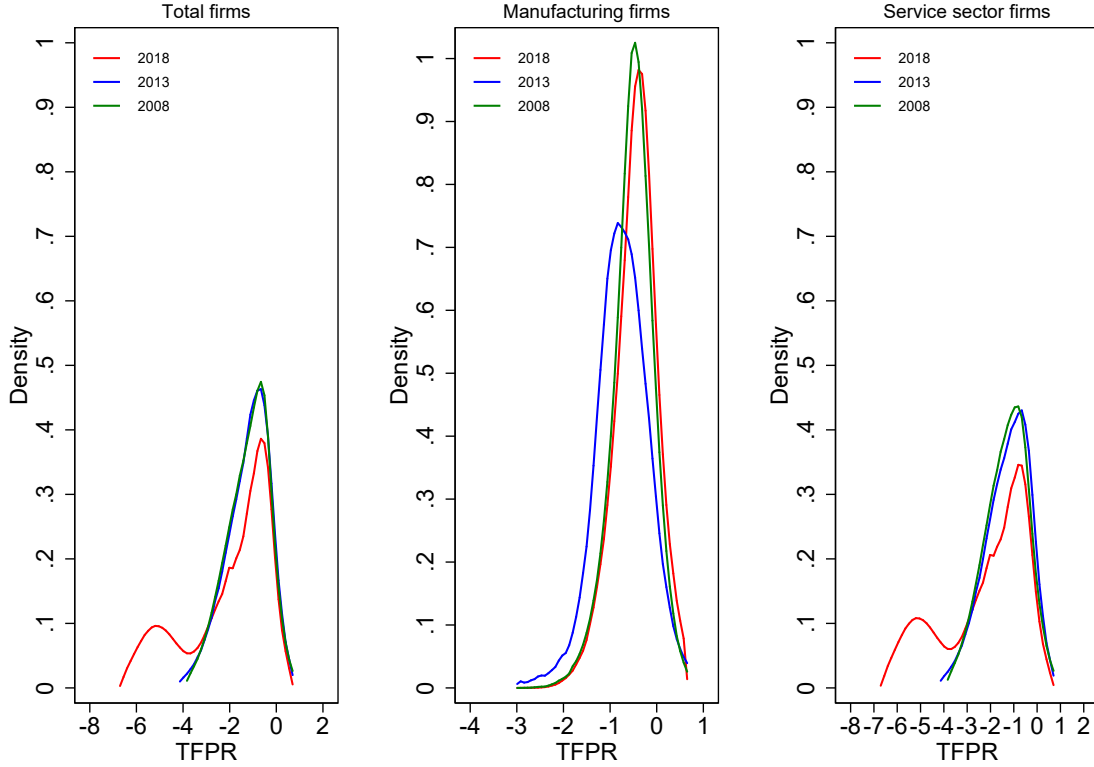 Total firms
2018
2013
2008
Density
0 .1 .2 .3 .4 .5 .6 .7 .8 .9 1
-8 -6 -4 -2 0 2
TFPR
Manufacturing firms
2018
2013
2008
Density
0 .1 .2 .3 .4 .5 .6 .7 .8 .9 1
-4 -3 -2 -1 0 1
TFPR
Service sector firms
2018
2013
2008
Density
0 .1 .2 .3 .4 .5 .6 .7 .8 .9 1
-8 -7 -6 -5 -4 -3 -2 -1 0 1 2
TFPR